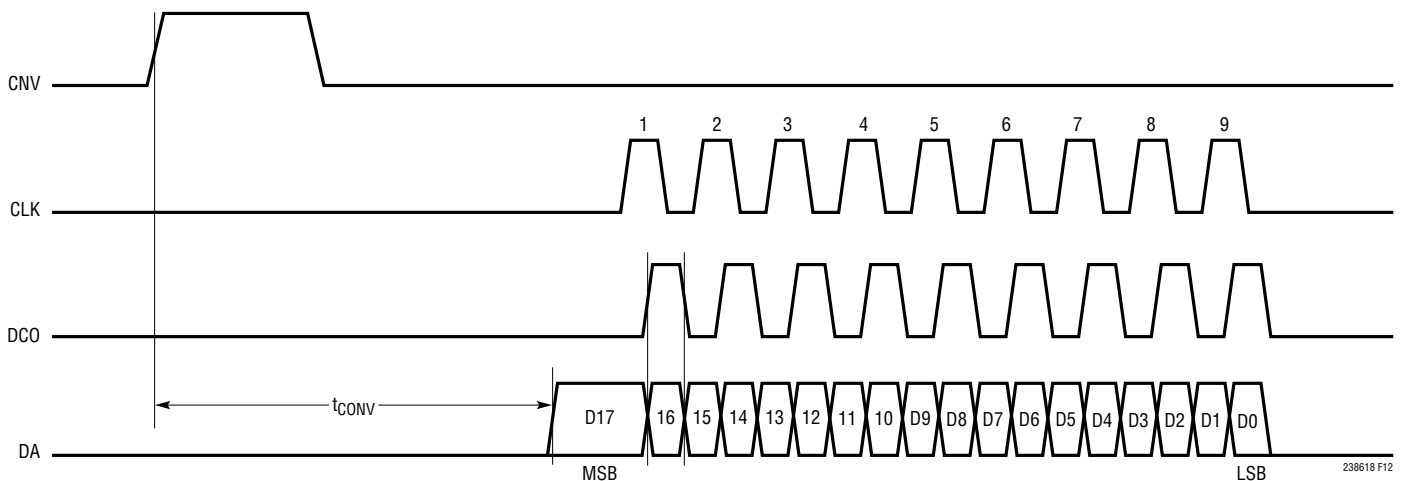 CNV
1 2 3 4 5 6 7 8 9
CLK
DCO
tCONV
D17 16 15 14 13 12 11 10 D9 D8 D7 D6 D5 D4 D3 D2 D1 D0
DA
MSB LSB
238618 F12